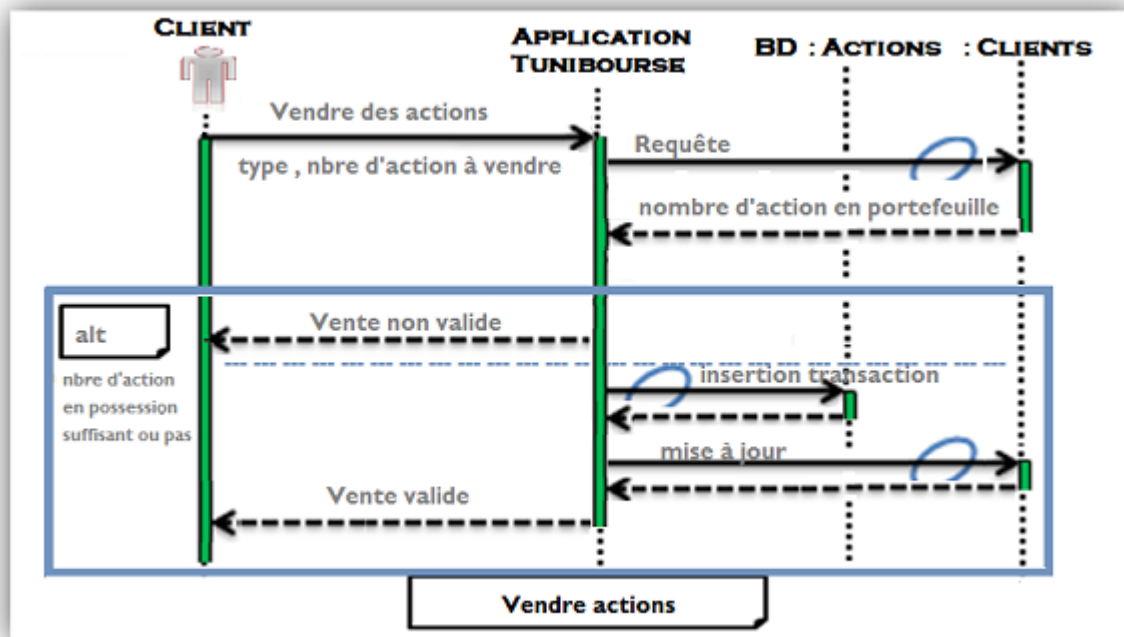 CLIENT
APPLICATION
TUNIBOURSE
BD : ACTIONS : CLIENTS
Vendre des actions
type , nbre d'action à vendre
Requête
nombre d'action en portefeuille
alt
nbre d'action
en possession
suffisant ou pas
Vente non valide
insertion transaction
mise à jour
Vente valide
Vendre actions